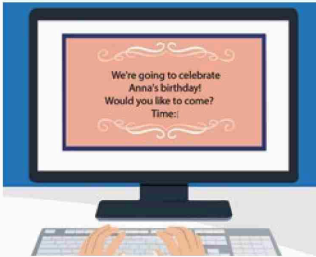 We're going to celebrate
Anna's birthday!
Would you like to come?
Time: